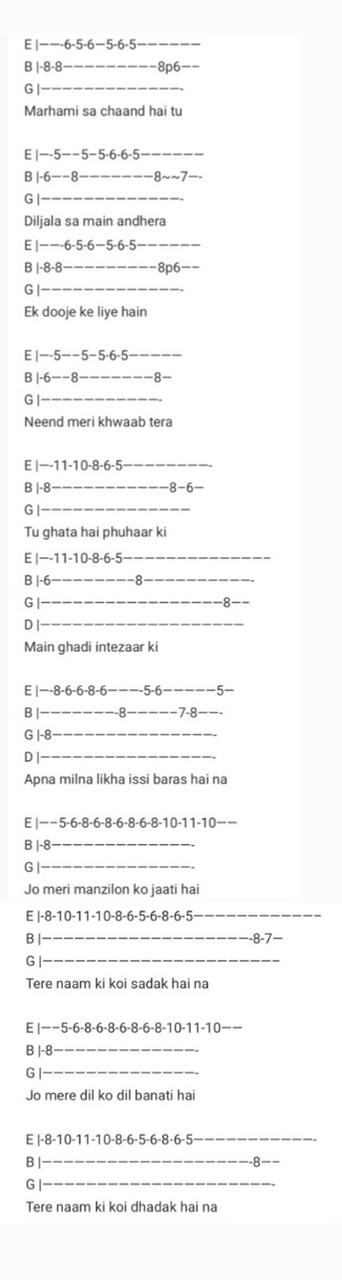 E |–––6-5-6–5-6-5––––––
B |-8-8–––––––––8p6––
G |–––––––––––––-
Marhami sa chaand hai tu
E |–-5––5–5-6-6-5––––––
B |-6––8–––––––8~~7–-
G |–––––––––––––-
Diljala sa main andhera
E |–––6-5-6–5-6-5––––––
B |-8-8–––––––––8p6––
G |–––––––––––––-
Ek dooje ke liye hain
E |–-5––5–5-6-5–––––
B |-6––8–––––––8–
G |–––––––––––-
Neend meri khwaab tera
E |–-11-10-8-6-5––––––––-
B |-8–––––––––––8–6–
G |––––––––––––––
Tu ghata hai phuhaar ki
E |–-11-10-8-6-5––––––––––––––
B |-6––––––––8––––––––––-
G |–––––––––––––––––8––
D |–––––––––––––––––––
Main ghadi intezaar ki
E |–-8-6-6-8-6–––-5-6–––––5–
B |–––––––-8–––––7-8––-
G |-8–––––––––––––––-
D |––––––––––––––––-
Apna milna likha issi baras hai na
E |––5-6-8-6-8-6-8-6-8-10-11-10––
B |-8–––––––––––––-
G |––––––––––––––-
Jo meri manzilon ko jaati hai
E |-8-10-11-10-8-6-5-6-8-6-5––––––––––––
B |–––––––––––––––––––-8-7–
G |––––––––––––––––––––––
Tere naam ki koi sadak hai na
E |––5-6-8-6-8-6-8-6-8-10-11-10––
B |-8–––––––––––––-
G |––––––––––––––-
Jo mere dil ko dil banati hai
E |-8-10-11-10-8-6-5-6-8-6-5–––––––––––-
B |–––––––––––––––––––-8––
G |–––––––––––––––––––––-
Tere naam ki koi dhadak hai na